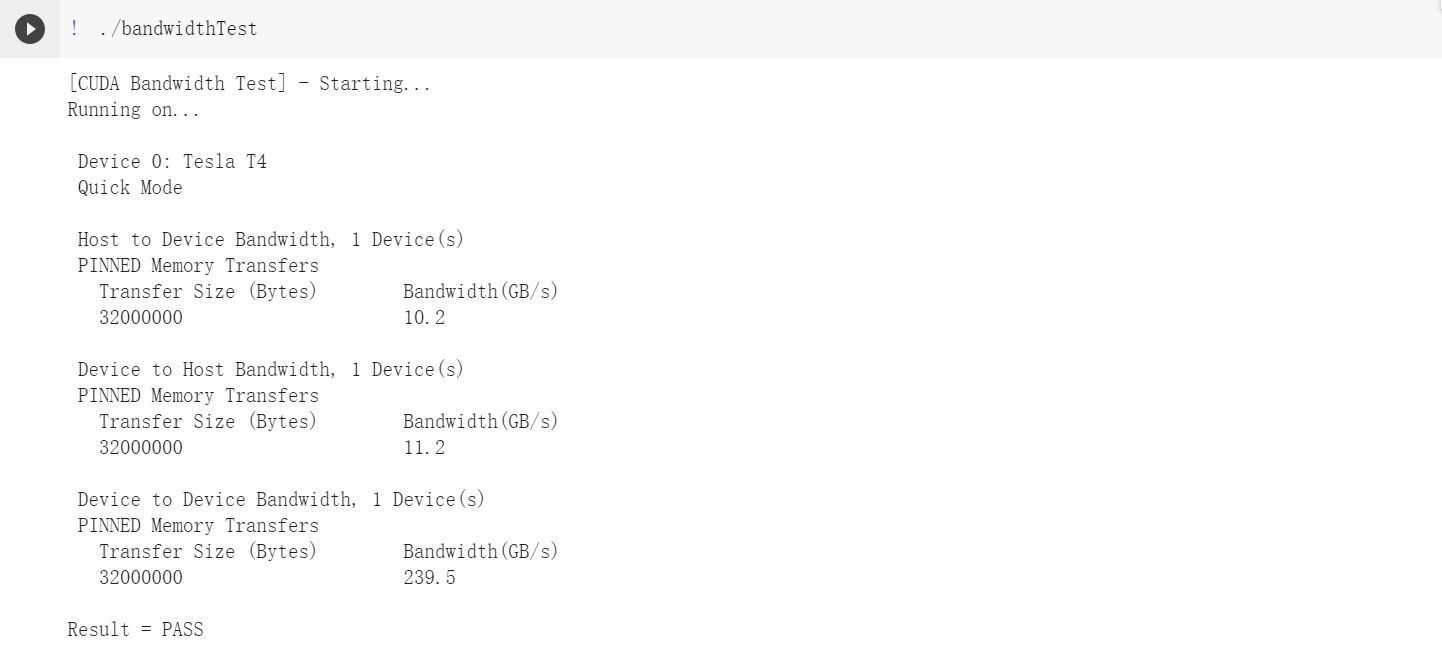 ! ./bandwidthTest
[CUDA Bandwidth Test] - Starting...
Running on...
Device 0: Tesla T4
Quick Mode
Host to Device Bandwidth, 1 Device(s)
PINNED Memory Transfers
Transfer Size (Bytes) Bandwidth(GB/s)
32000000 10.2
Device to Host Bandwidth, 1 Device(s)
PINNED Memory Transfers
Transfer Size (Bytes) Bandwidth(GB/s)
32000000 11.2
Device to Device Bandwidth, 1 Device(s)
PINNED Memory Transfers
Transfer Size (Bytes) Bandwidth(GB/s)
32000000 239.5
Result = PASS